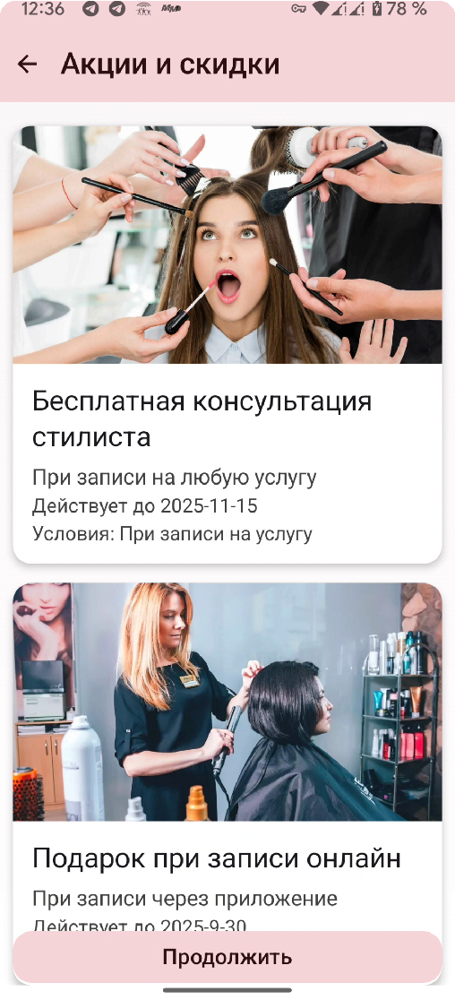 12:36
78 %
Акции и скидки
Бесплатная консультация
стилиста
При записи на любую услугу
Действует до 2025-11-15
Условия: При записи на услугу
Подарок при записи онлайн
При записи через приложение
Действует до 2025-9-30
Продолжить